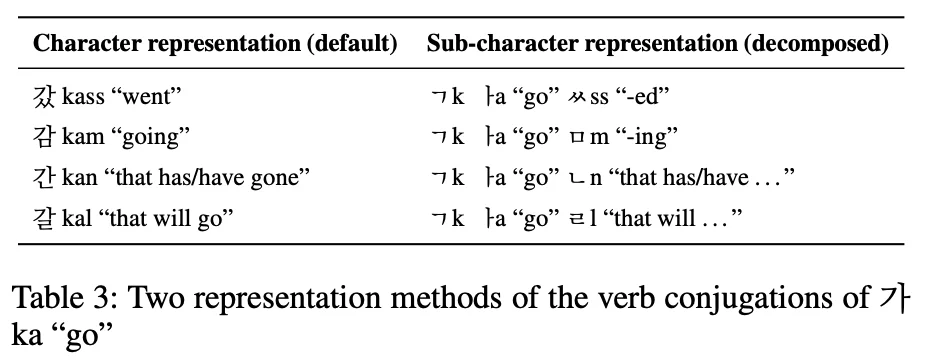 Character representation (default) Sub-character representation (decomposed)
갔 kass “went” ㄱk ㅏa “go” ㅆss “-ed”
감 kam “going” ㄱk ㅏa “go” ㅁm “-ing”
간 kan “that has/have gone” ㄱk ㅏa “go” ㄴn “that has/have . . .”
갈 kal “that will go” ㄱk ㅏa “go” ㄹl “that will . . .”
Table 3: Two representation methods of the verb conjugations of 가
ka “go”